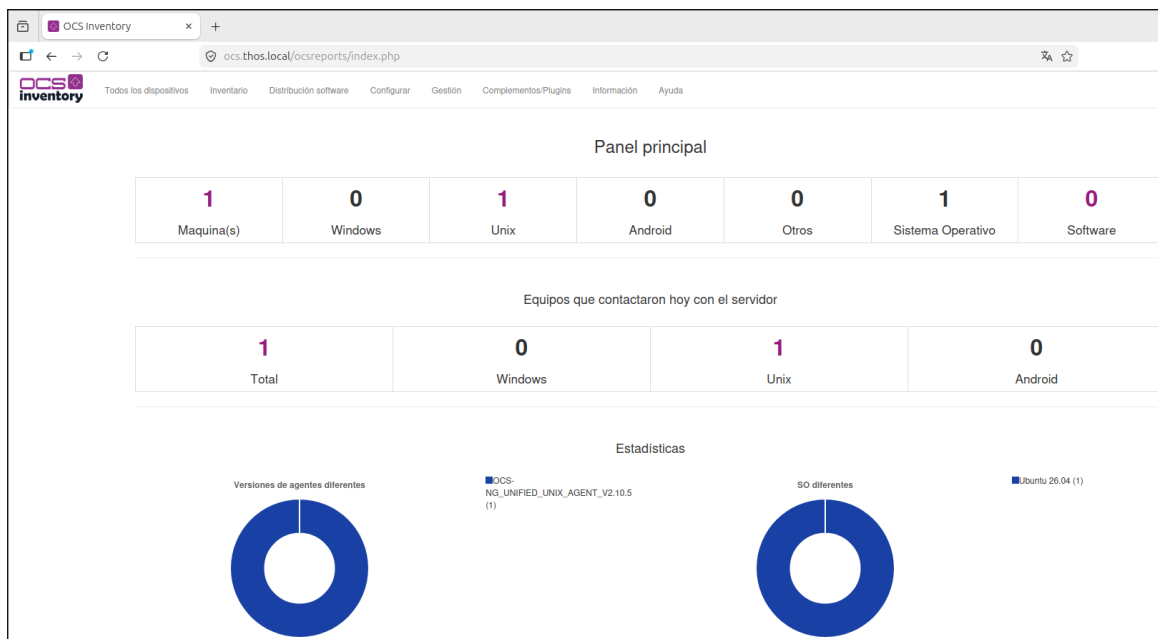 OCS Inventory
ocs.thos.local/ocsreports/index.php
OCS inventory
Todos los dispositivos Inventario Distribución software Configurar Gestión Complementos/Plugins Información Ayuda
Panel principal
1 0 1 0 0 1 0
Maquina(s) Windows Unix Android Otros Sistema Operativo Software
Equipos que contactaron hoy con el servidor
1 0 1 0
Total Windows Unix Android
Estadísticas
Versiones de agentes diferentes
OCS-
NG_UNIFIED_UNIX_AGENT_V2.10.5
(1)
SO diferentes
Ubuntu 26.04 (1)